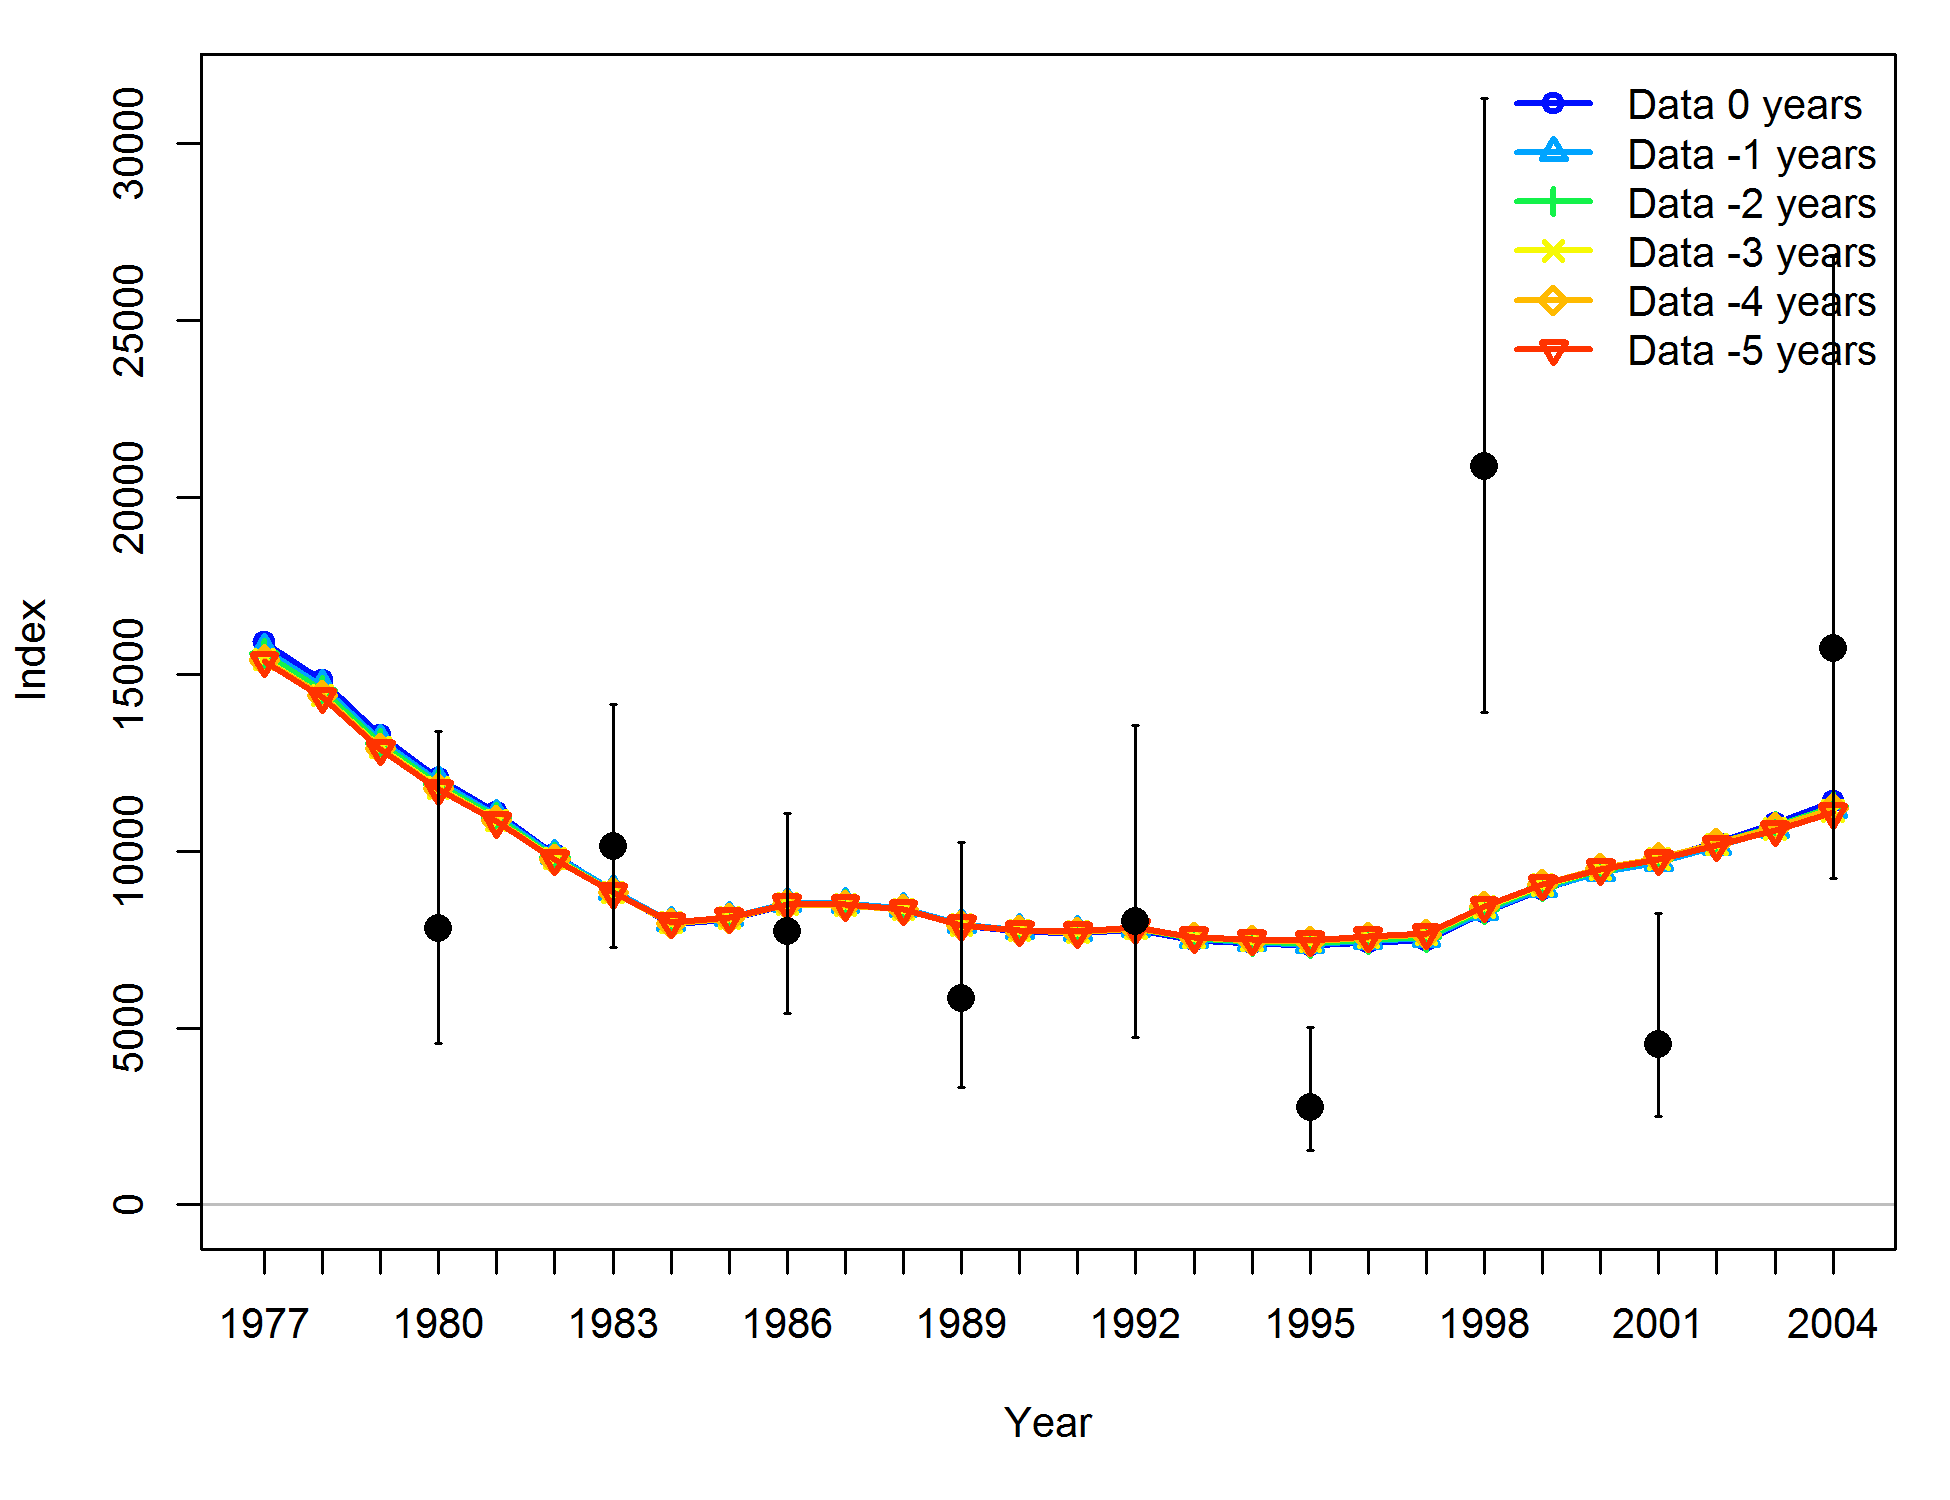 Data 0 years
Data -1 years
Data -2 years
Data -3 years
Data -4 years
Data -5 years
30000
25000
20000
15000
10000
5000
0
Index
1977 1980 1983 1986 1989 1992 1995 1998 2001 2004
Year